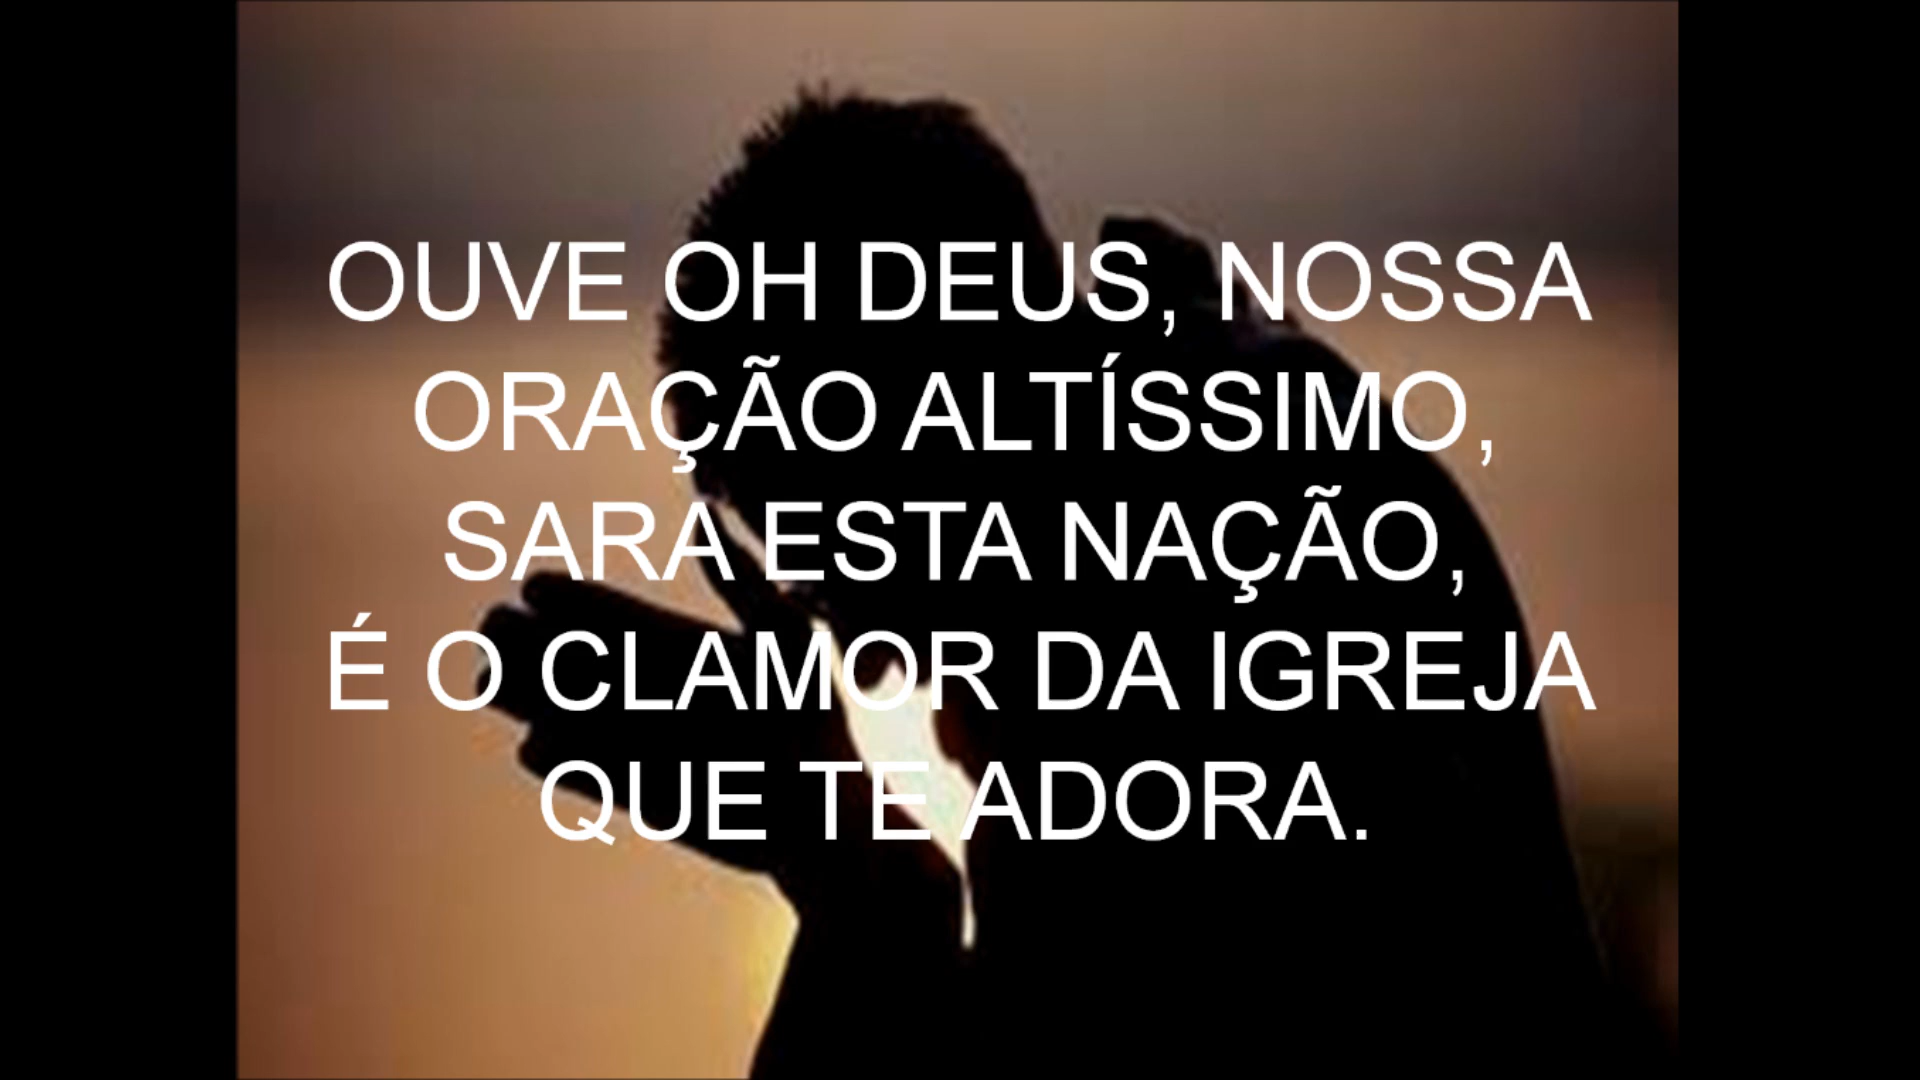 OUVE OH DEUS, NOSSA
ORAÇÃO ALTÍSSIMO,
SARA ESTA NAÇÃO,
É O CLAMOR DA IGREJA
QUE TE ADORA.